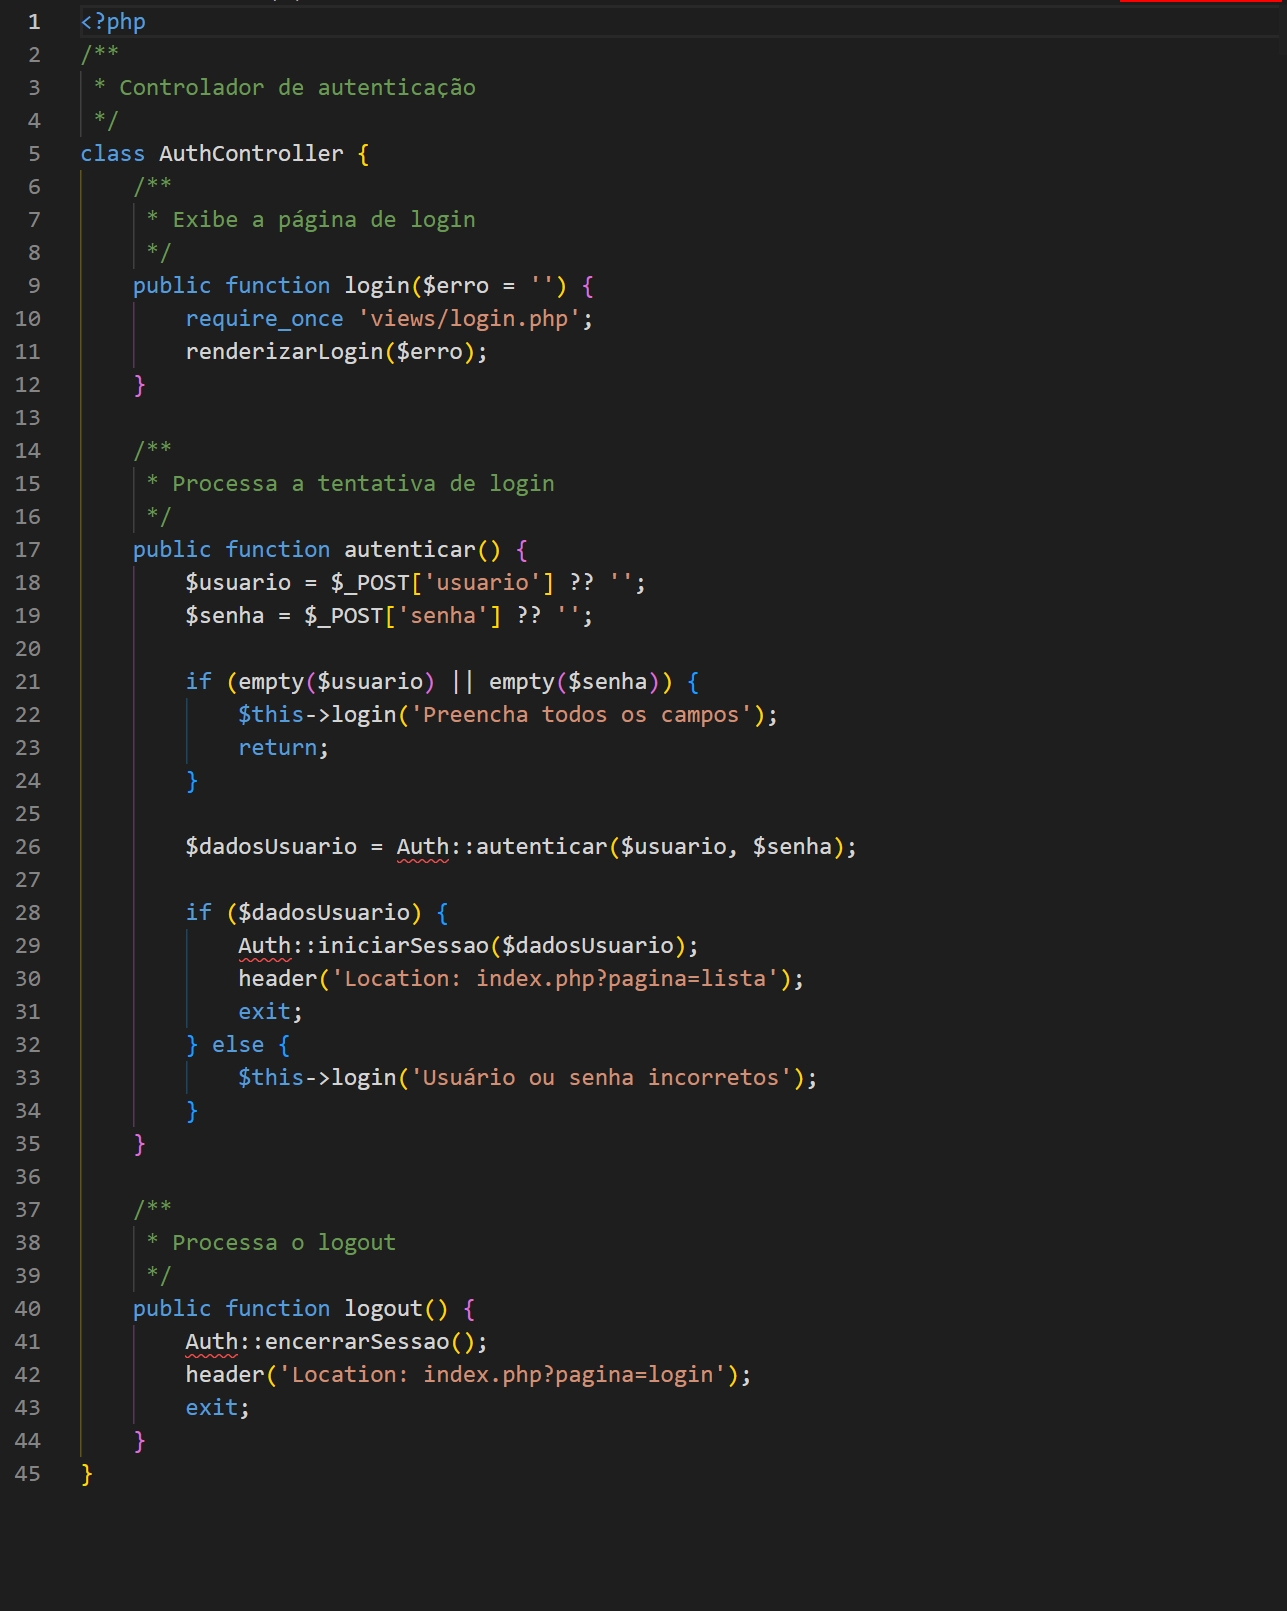 1 <?php
2 /**
3  * Controlador de autenticação
4  */
5 class AuthController {
6     /**
7      * Exibe a página de login
8      */
9     public function login($erro = '') {
10         require_once 'views/login.php';
11         renderizarLogin($erro);
12     }
13
14     /**
15      * Processa a tentativa de login
16      */
17     public function autenticar() {
18         $usuario = $_POST['usuario'] ?? '';
19         $senha = $_POST['senha'] ?? '';
20
21         if (empty($usuario) || empty($senha)) {
22             $this->login('Preencha todos os campos');
23             return;
24         }
25
26         $dadosUsuario = Auth::autenticar($usuario, $senha);
27
28         if ($dadosUsuario) {
29             Auth::iniciarSessao($dadosUsuario);
30             header('Location: index.php?pagina=lista');
31             exit;
32         } else {
33             $this->login('Usuário ou senha incorretos');
34         }
35     }
36
37     /**
38      * Processa o logout
39      */
40     public function logout() {
41         Auth::encerrarSessao();
42         header('Location: index.php?pagina=login');
43         exit;
44     }
45 }